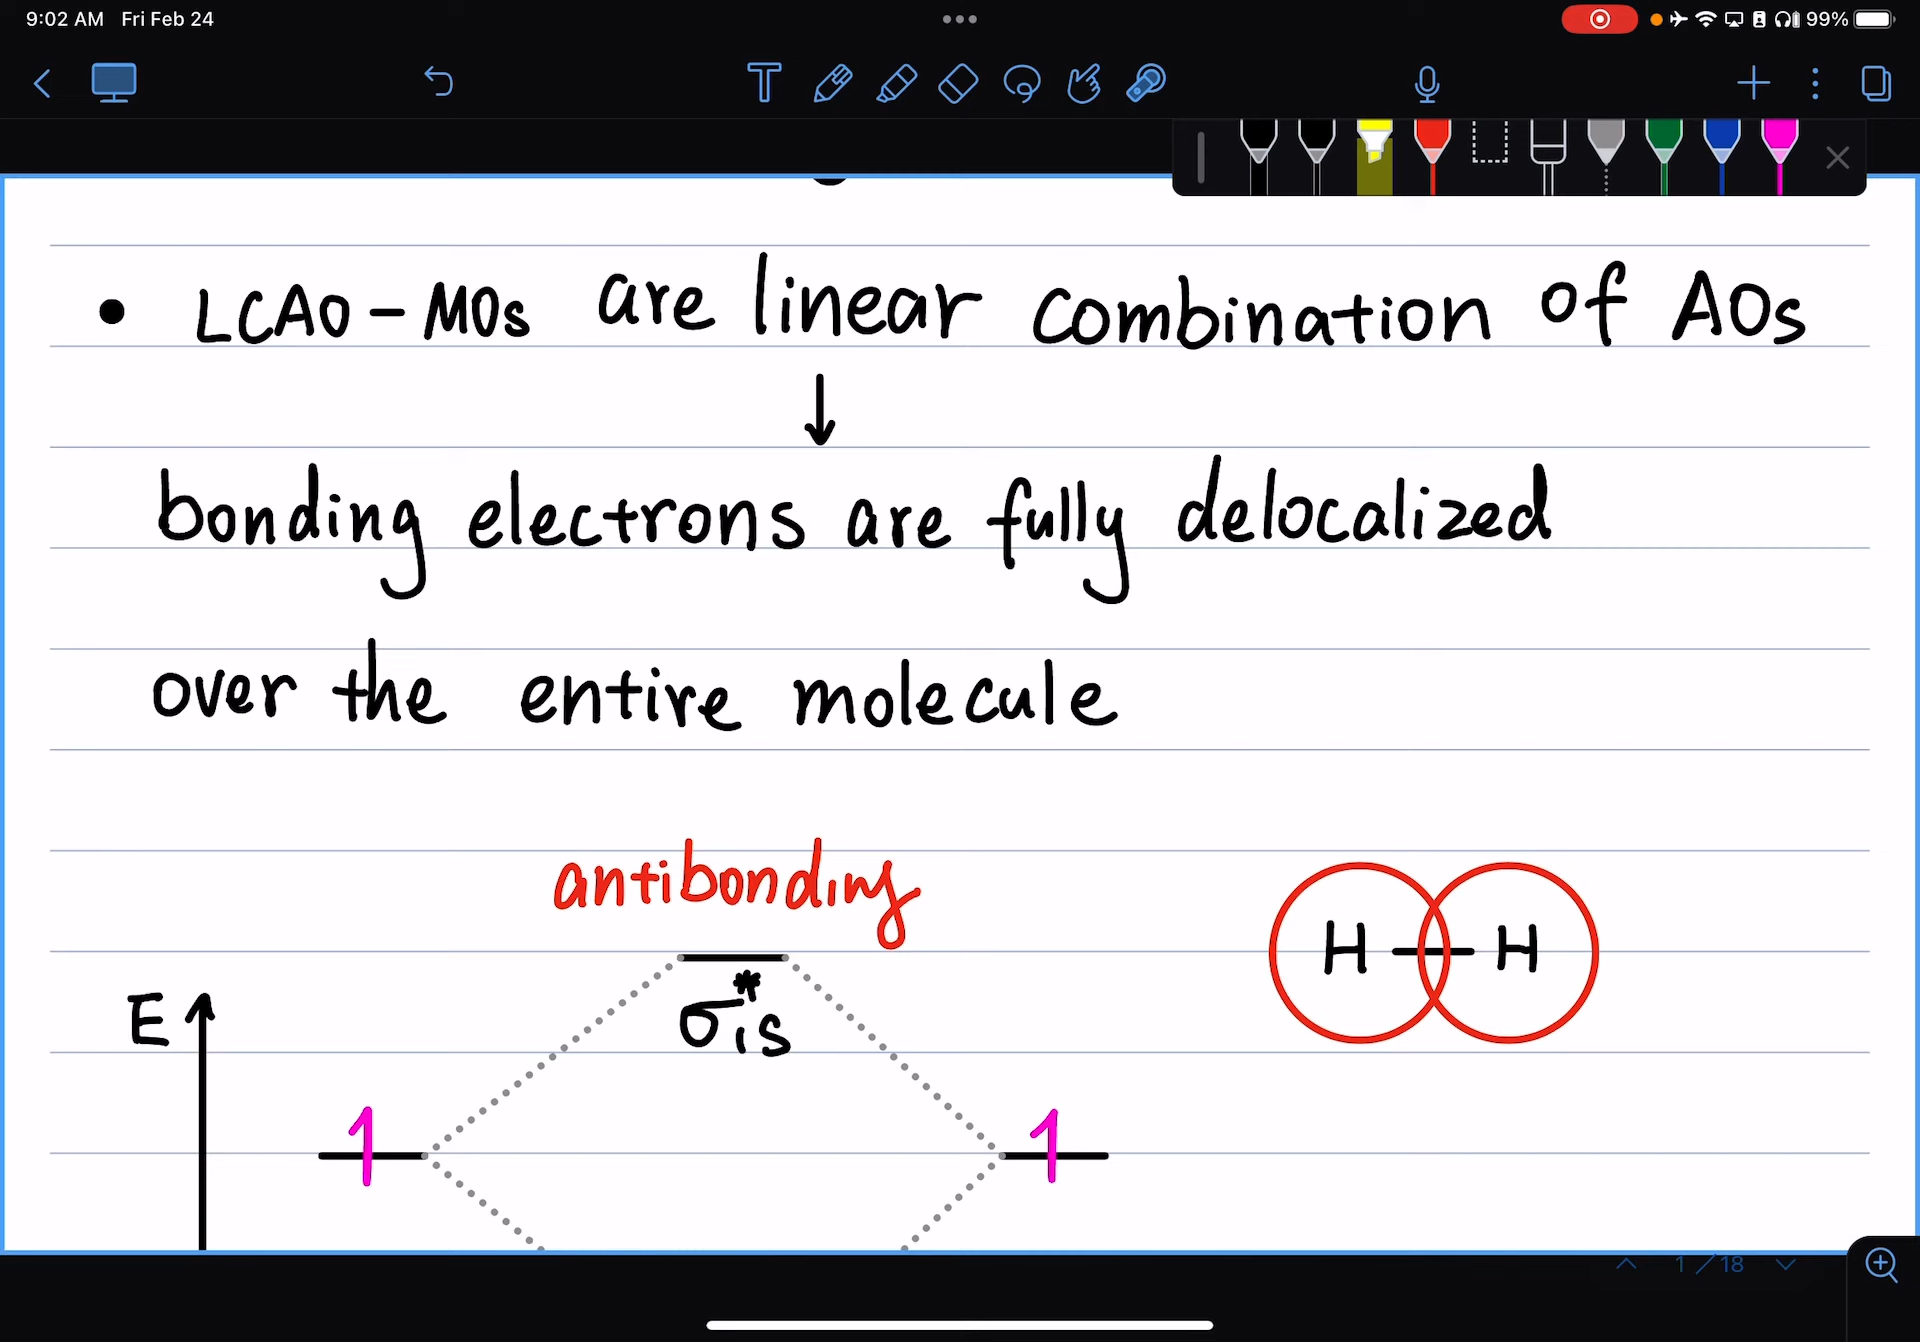 9:02 AM Fri Feb 24
99%
• LCAO-MOs are linear combination of AOs
↓
bonding electrons are fully delocalized
over the entire molecule
antibonding
H — H
E
σ*1s
1 / 18